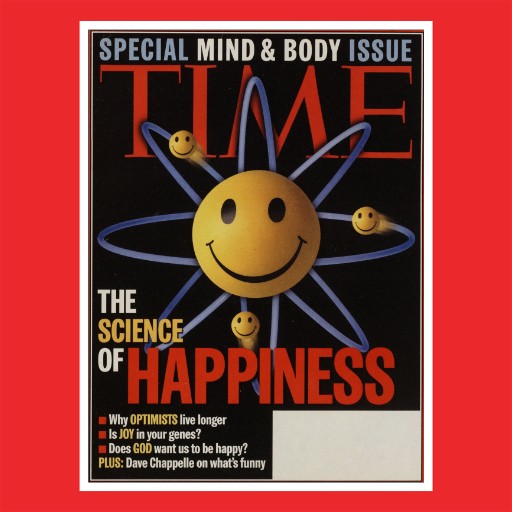 SPECIAL MIND & BODY ISSUE
TIME
THE
SCIENCE
OF HAPPINESS
Why OPTIMISTS live longer
Is JOY in your genes?
Does GOD want us to be happy?
PLUS: Dave Chappelle on what's funny